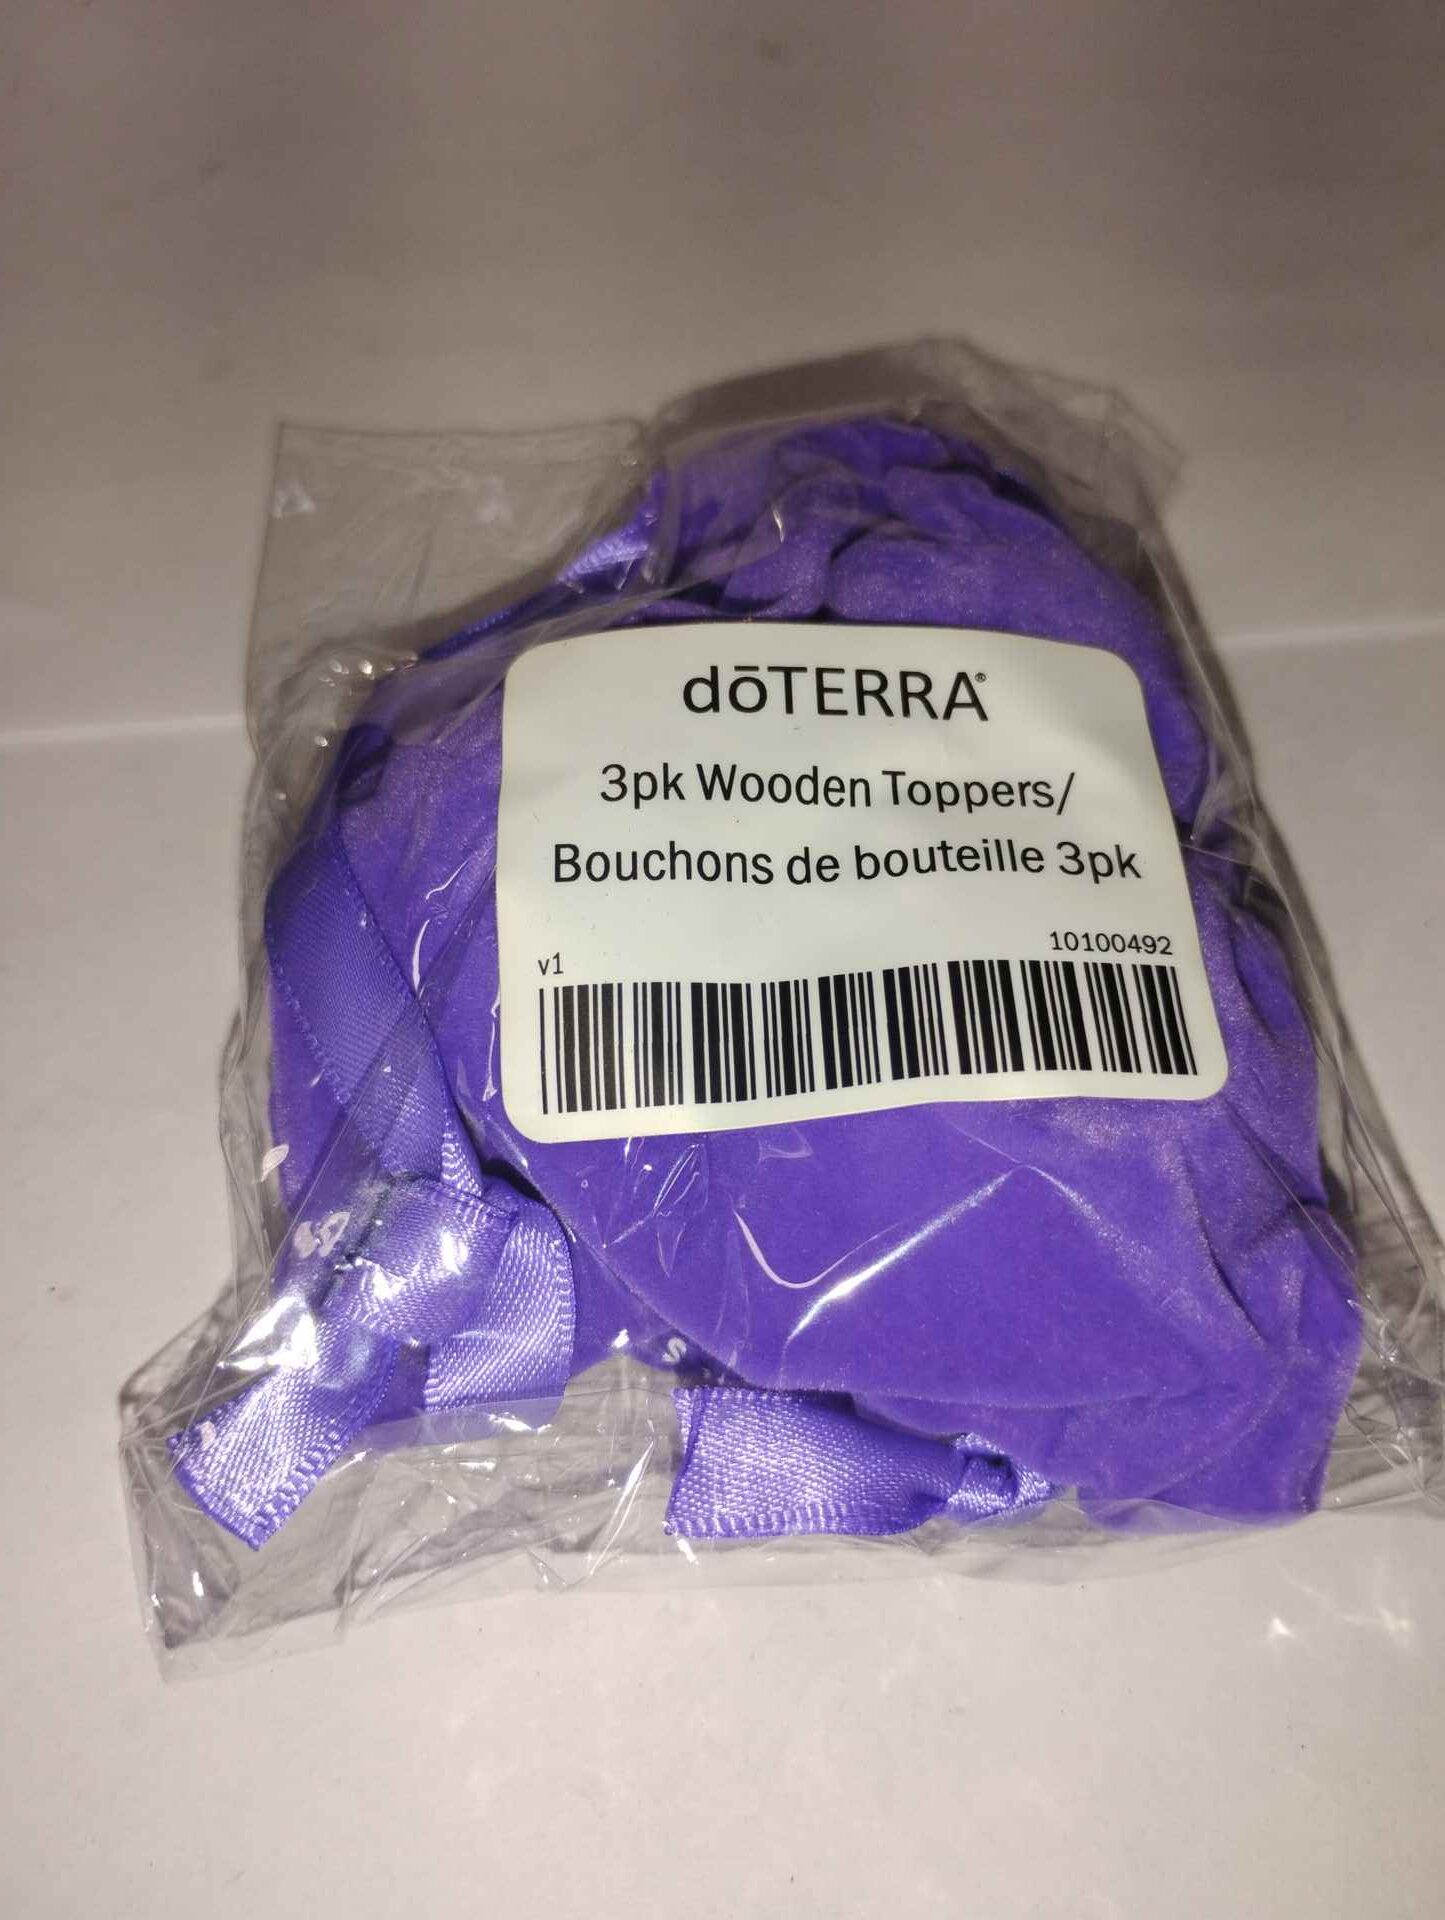 dōTERRA®
3pk Wooden Toppers/
Bouchons de bouteille 3pk
v1
10100492